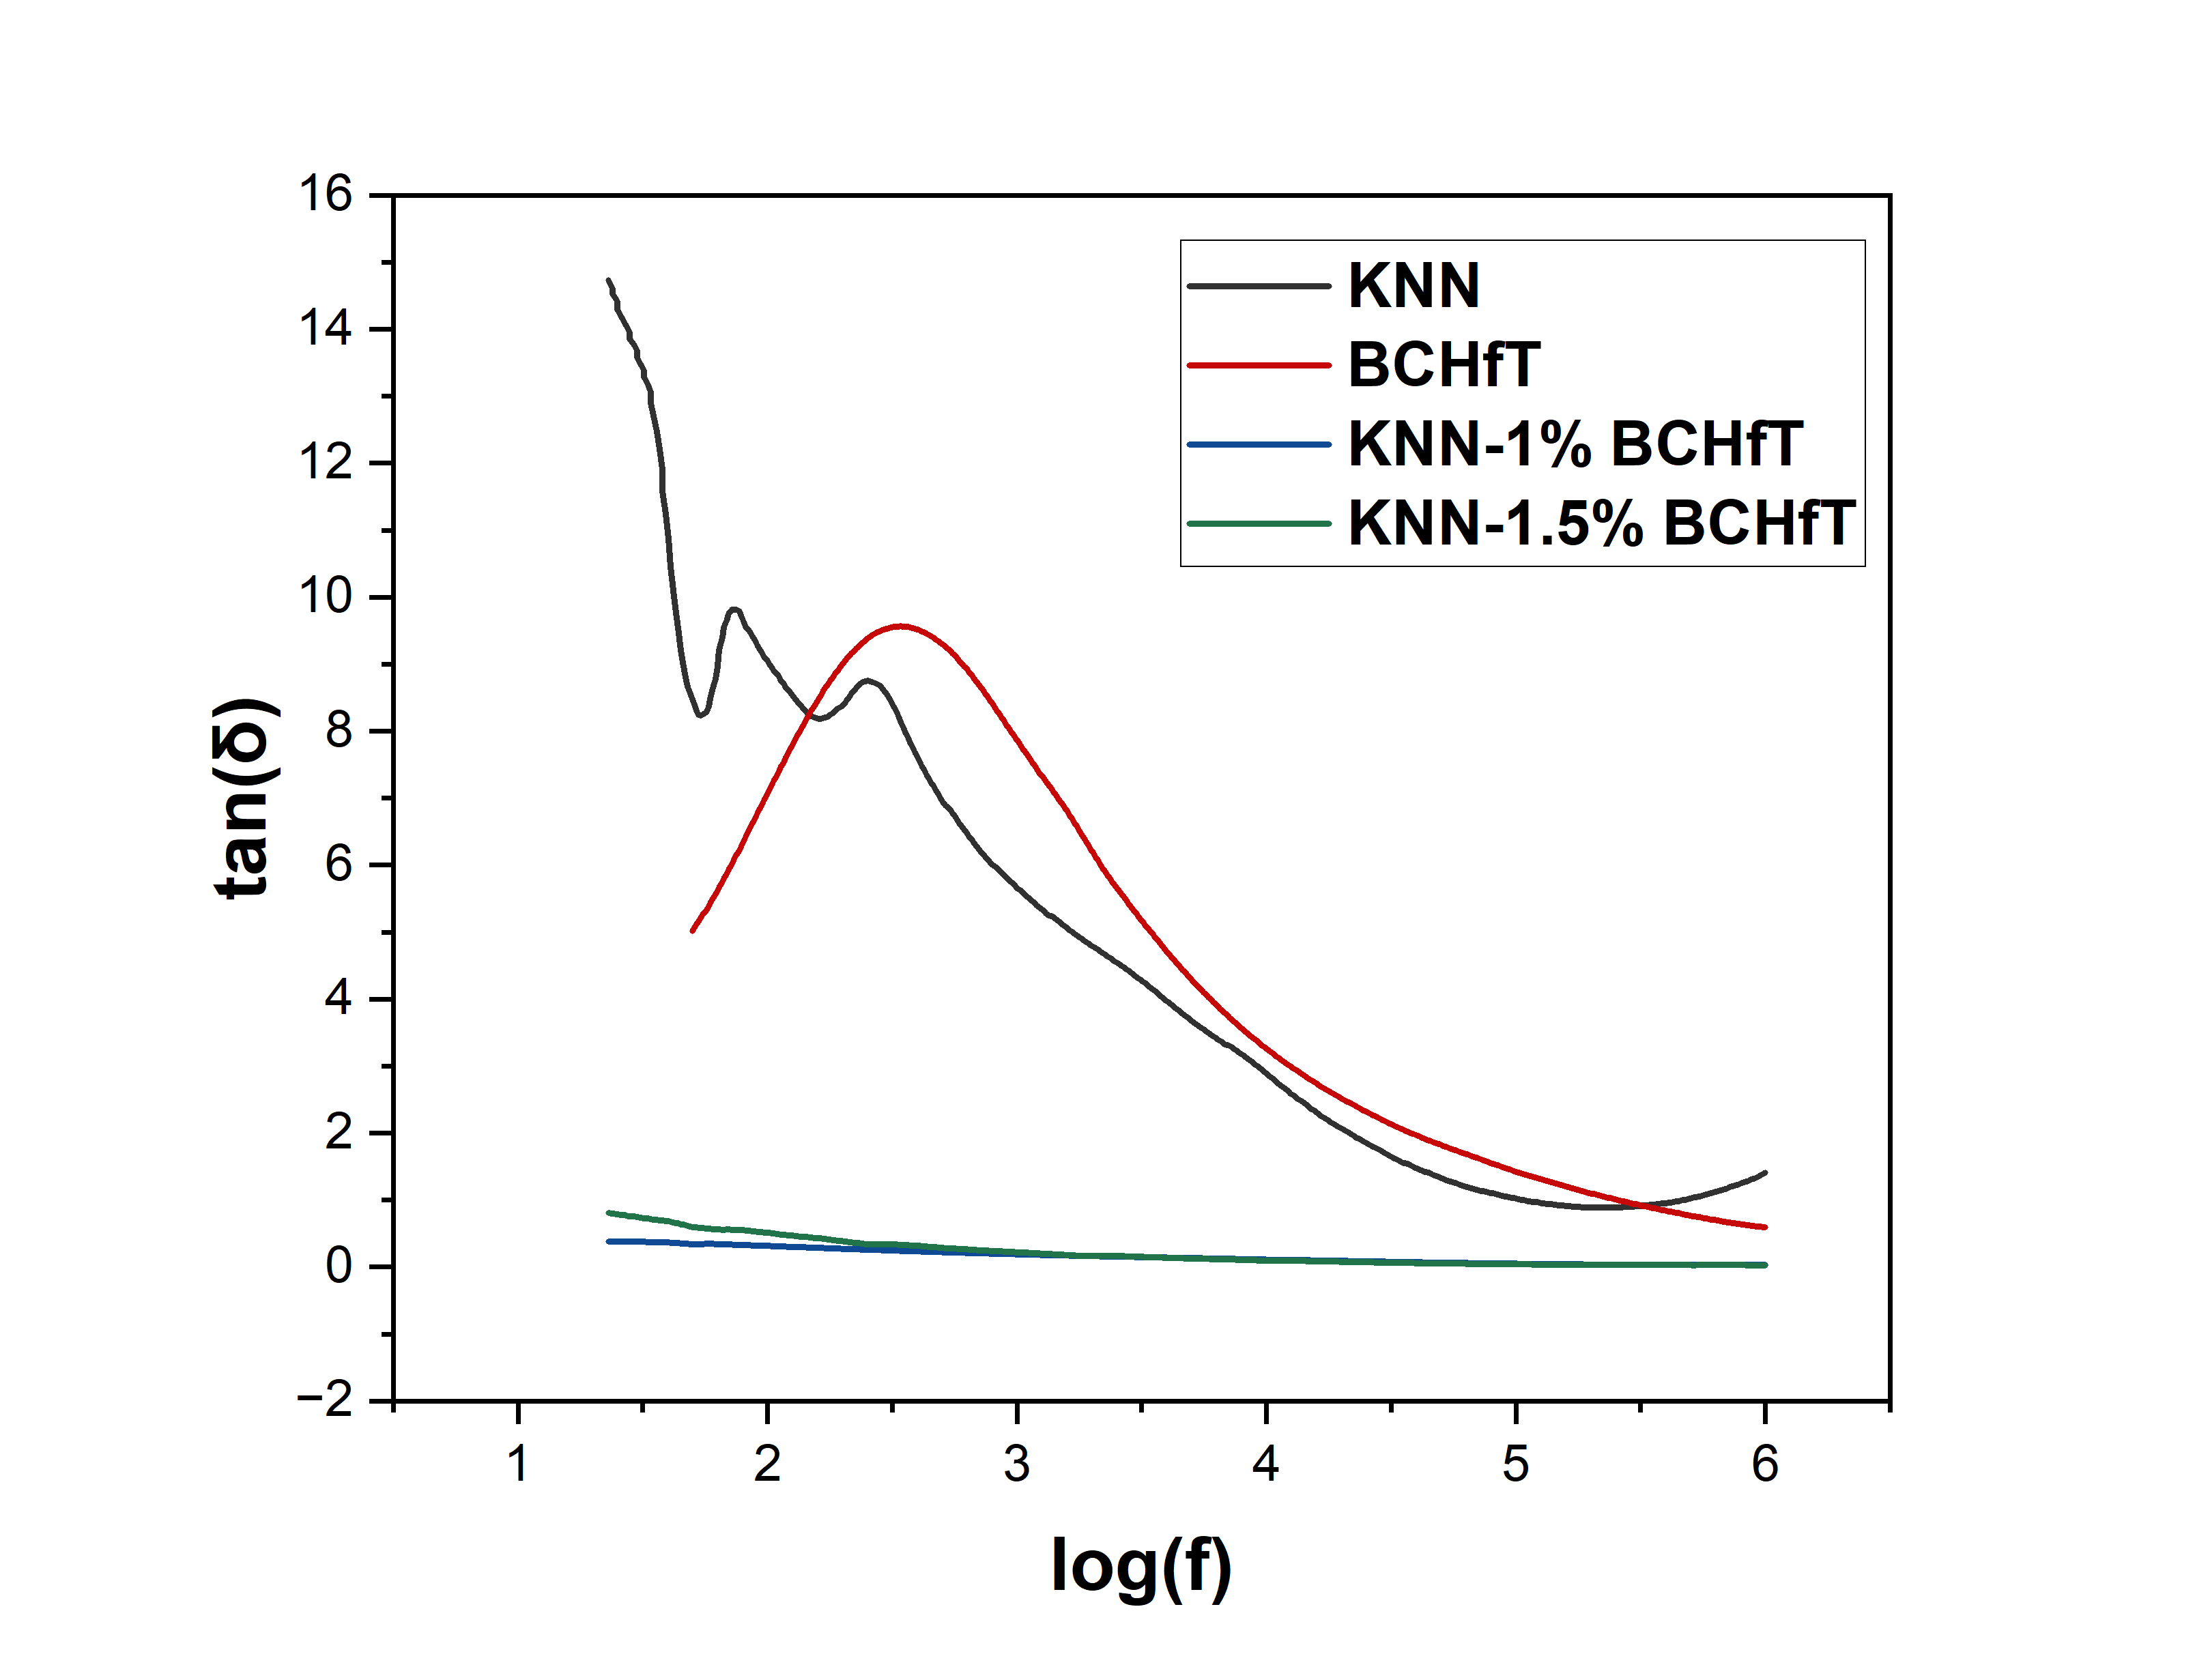 16
14
12
10
8
6
4
2
0
−2
tan(δ)
KNN
BCHfT
KNN-1% BCHfT
KNN-1.5% BCHfT
1 2 3 4 5 6
log(f)